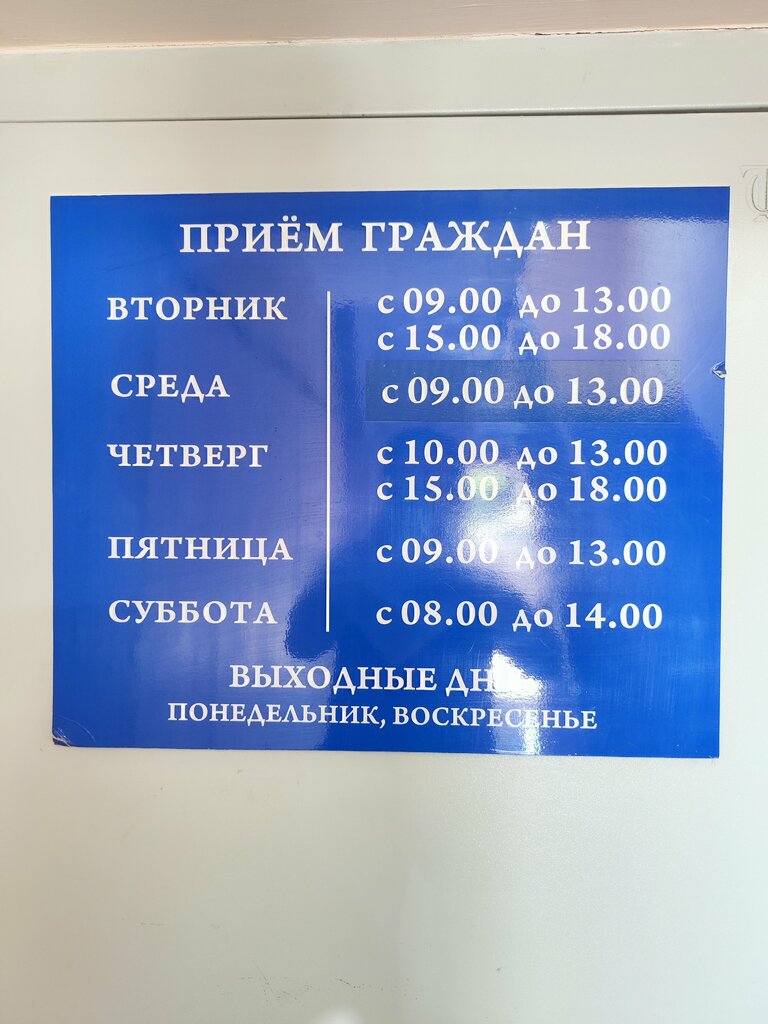 ПРИЁМ ГРАЖДАН
ВТОРНИК с 09.00 до 13.00
с 15.00 до 18.00
СРЕДА с 09.00 до 13.00
ЧЕТВЕРГ с 10.00 до 13.00
с 15.00 до 18.00
ПЯТНИЦА с 09.00 до 13.00
СУББОТА с 08.00 до 14.00
ВЫХОДНЫЕ ДНИ
ПОНЕДЕЛЬНИК, ВОСКРЕСЕНЬЕ